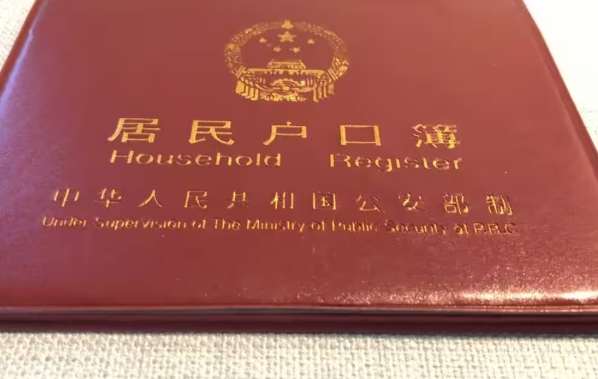 居民户口簿
Household Register
中华人民共和国公安部制
Under Supervision of The Ministry of Public Security of P.R.C